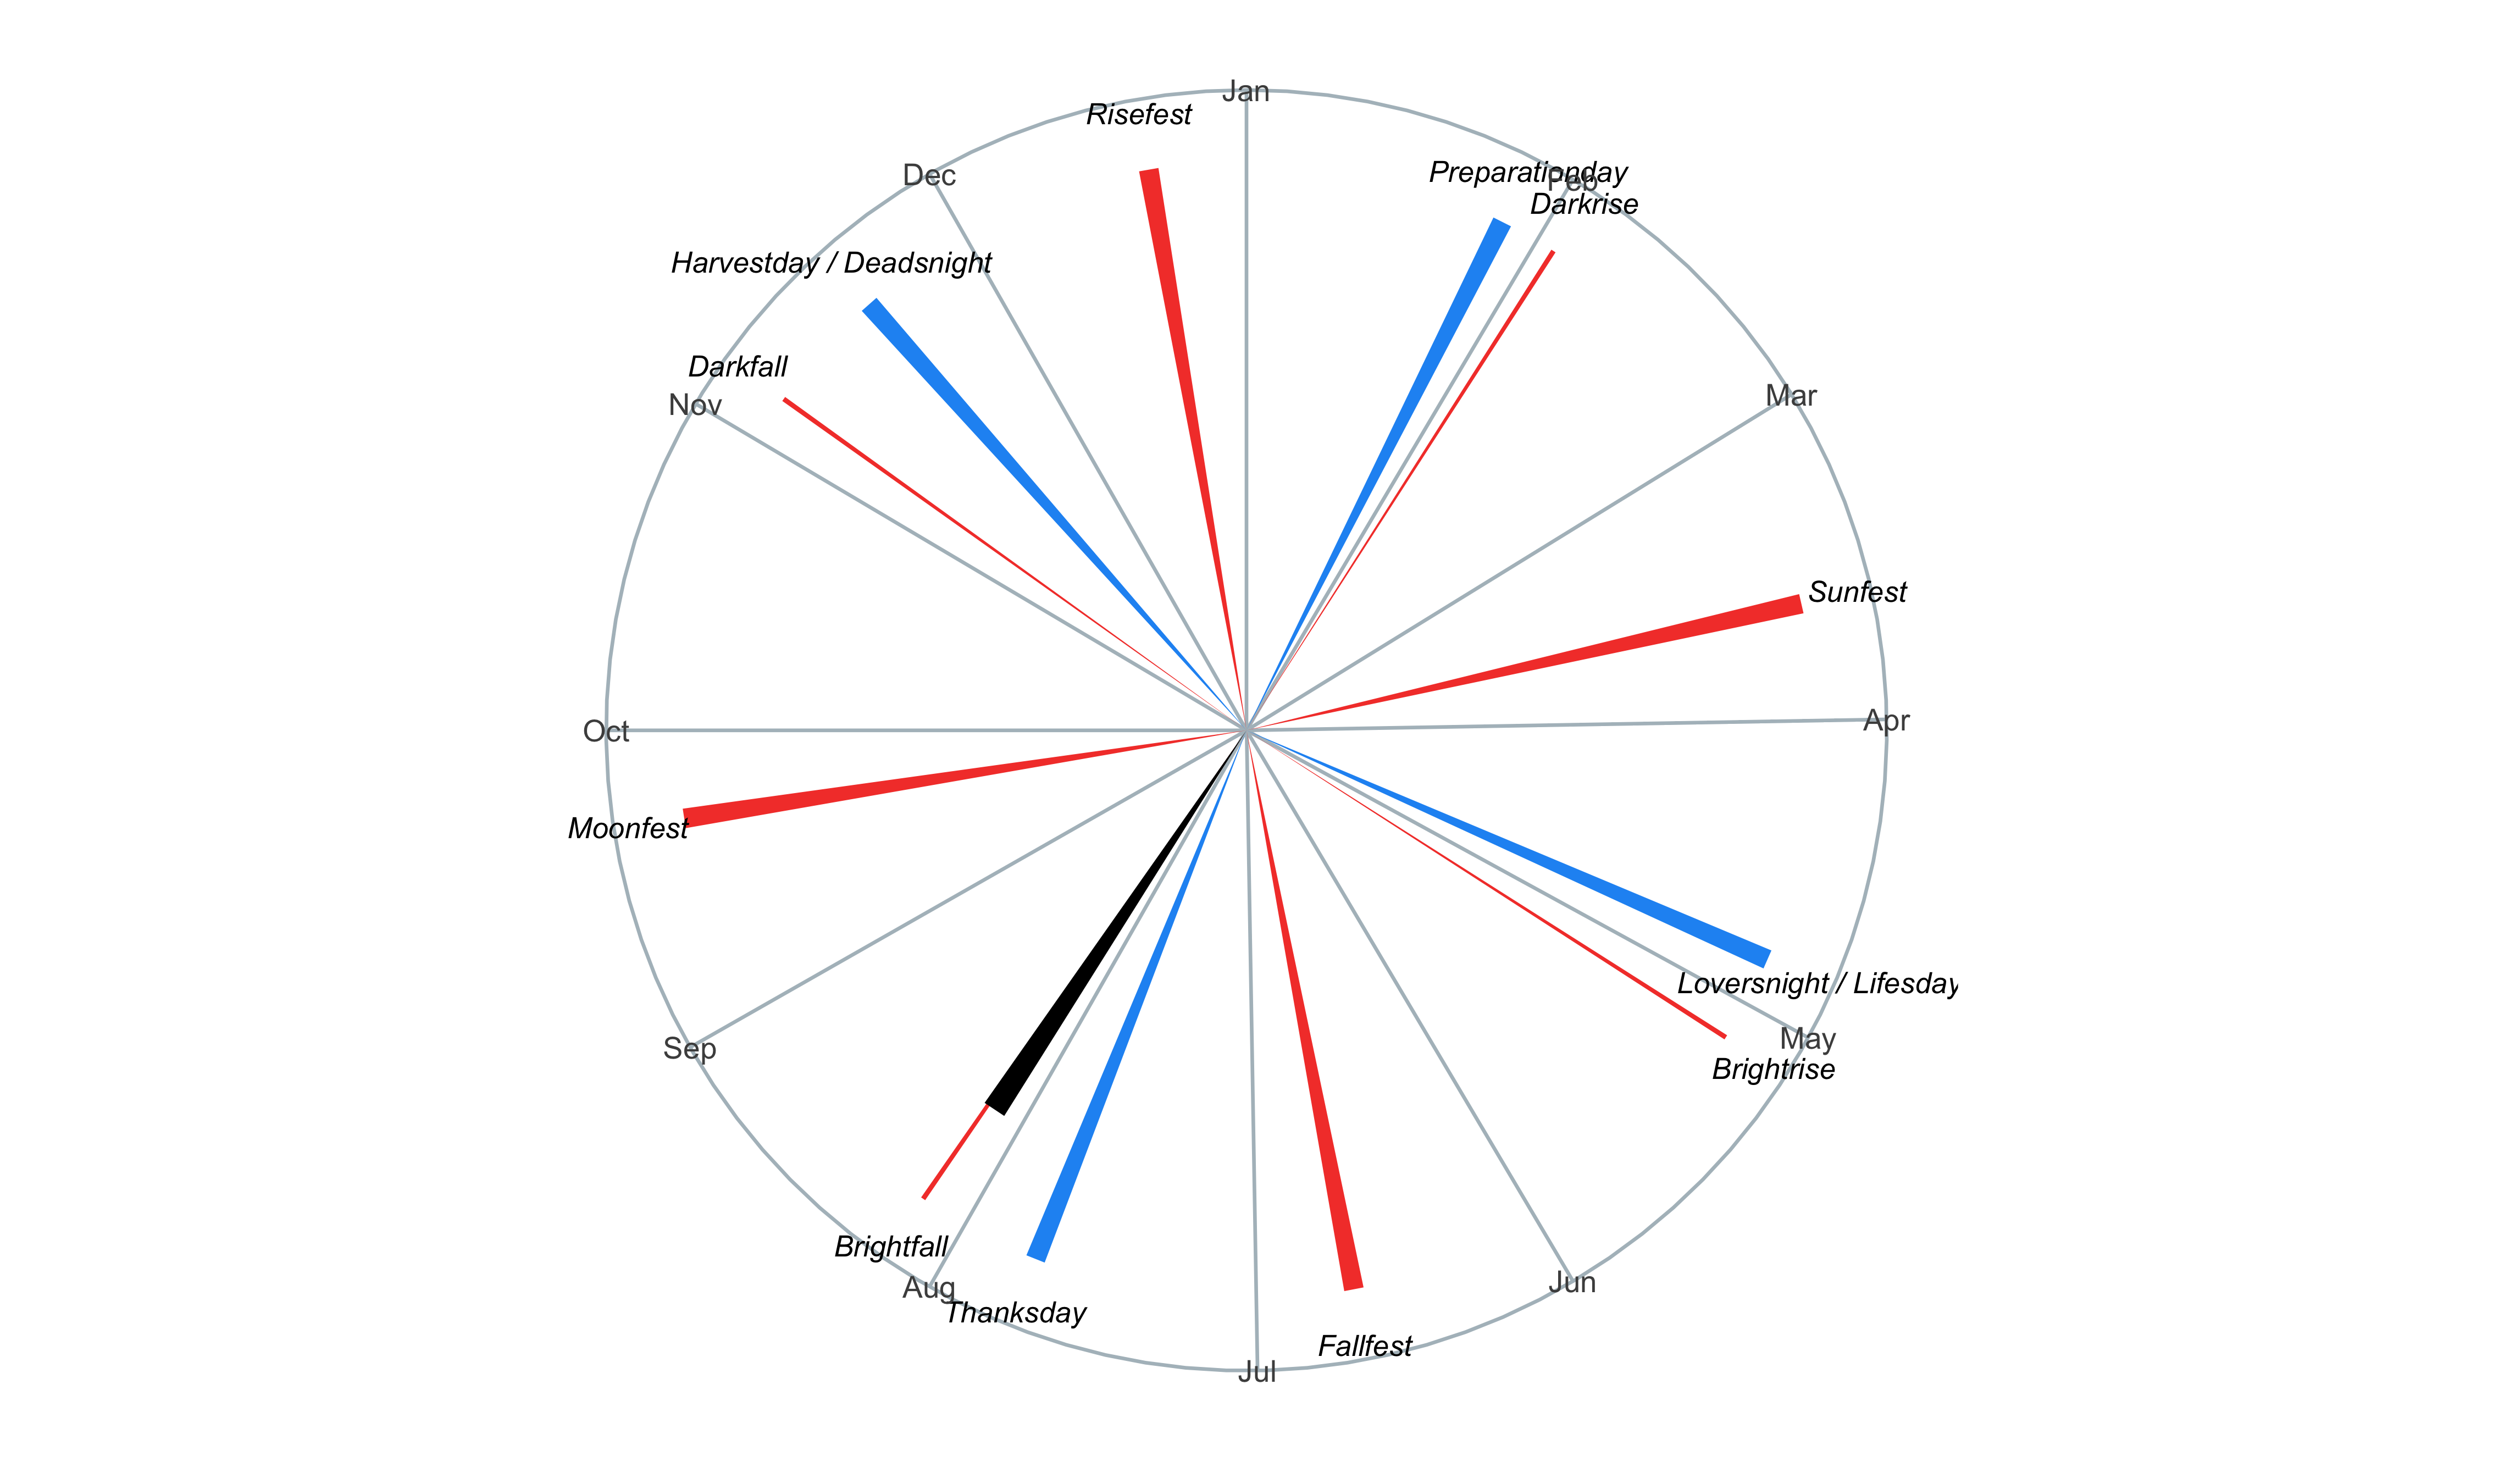 Jan
Risefest
Preparationday
Dec
Feb
Darkrise
Harvestday / Deadsnight
Darkfall
Mar
Nov
Sunfest
Apr
Oct
Moonfest
Loversnight / Lifesday
May
Sep
Brightrise
Brightfall
Jun
Aug
Thanksday
Fallfest
Jul